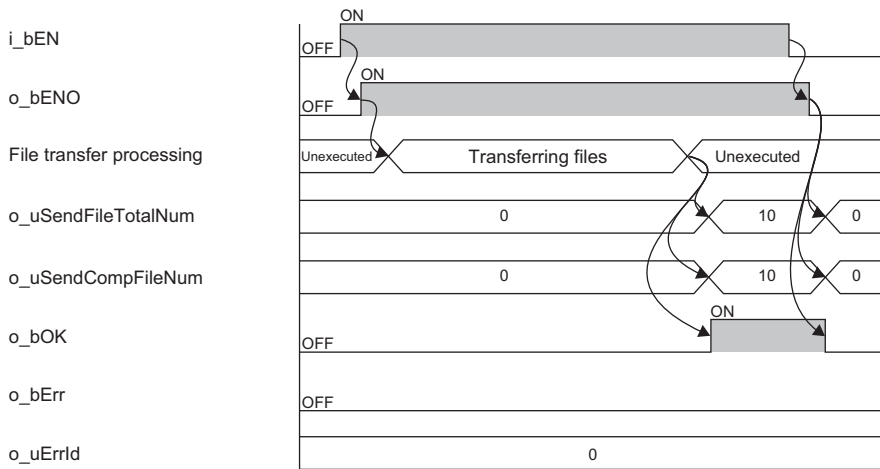 ON
i_bEN
OFF
ON
o_bENO
OFF
File transfer processing
Unexecuted
Transferring files
Unexecuted
o_uSendFileTotalNum
0
10
0
o_uSendCompFileNum
0
10
0
ON
o_bOK
OFF
o_bErr
OFF
o_uErrId
0